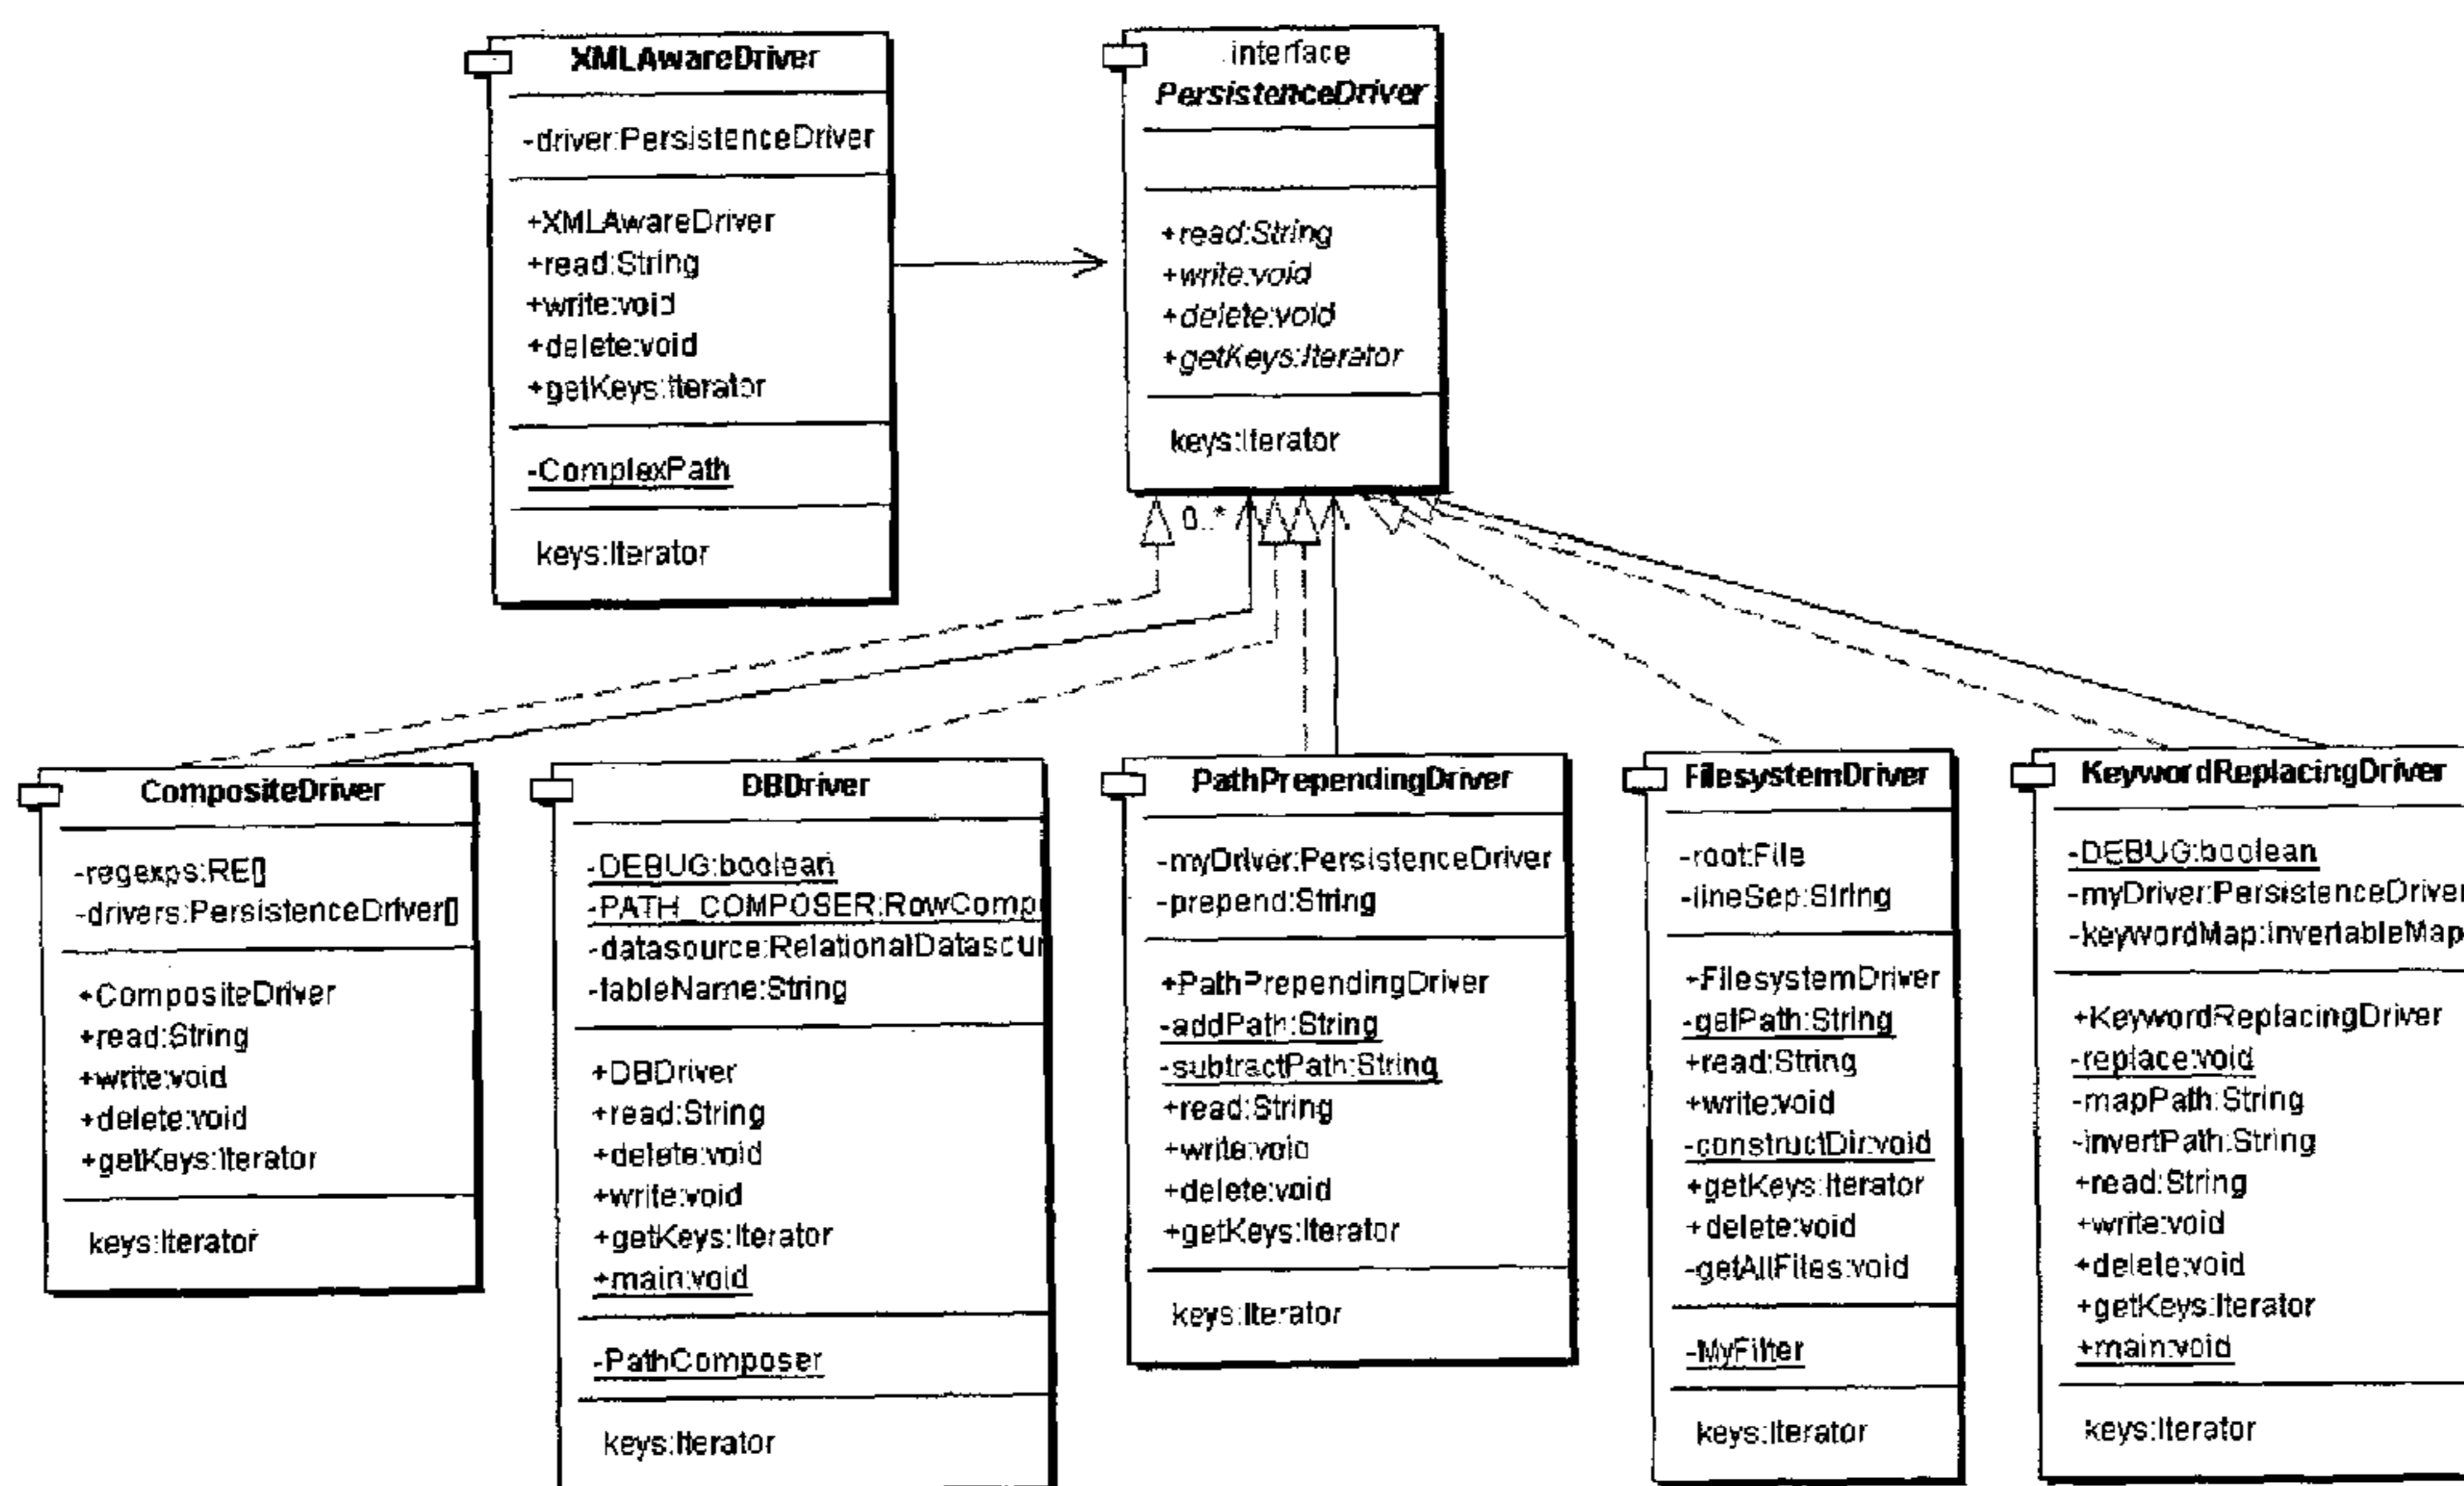 XMLAwareDriver
-driver:PersistenceDriver
+XMLAwareDriver
+read:String
+write:void
+delete:void
+getKeys:Iterator
-ComplexPath
keys:Iterator
interface
PersistenceDriver
+read:String
+write:void
+delete:void
+getKeys:Iterator
keys:Iterator
0..*
CompositeDriver
-regexps:RE[]
-drivers:PersistenceDriver[]
+CompositeDriver
+read:String
+write:void
+delete:void
+getKeys:Iterator
keys:Iterator
DBDriver
-DEBUG:boolean
-PATH_COMPOSER:RowComp
-datasource:RelationalDatasour
-tableName:String
+DBDriver
+read:String
+delete:void
+write:void
+getKeys:Iterator
+main:void
-PathComposer
keys:Iterator
PathPrependingDriver
-myDriver:PersistenceDriver
-prepend:String
+PathPrependingDriver
-addPath:String
-subtractPath:String
+read:String
+write:void
+delete:void
+getKeys:Iterator
keys:Iterator
FilesystemDriver
-root:File
-lineSep:String
+FilesystemDriver
-getPath:String
+read:String
+write:void
-constructDir:void
+getKeys:Iterator
+delete:void
-getAllFiles:void
-MyFilter
keys:Iterator
KeywordReplacingDriver
-DEBUG:boolean
-myDriver:PersistenceDriver
-keywordMap:InvertableMap
+KeywordReplacingDriver
-replace:void
-mapPath:String
-invertPath:String
+read:String
+write:void
+delete:void
+getKeys:Iterator
+main:void
keys:Iterator